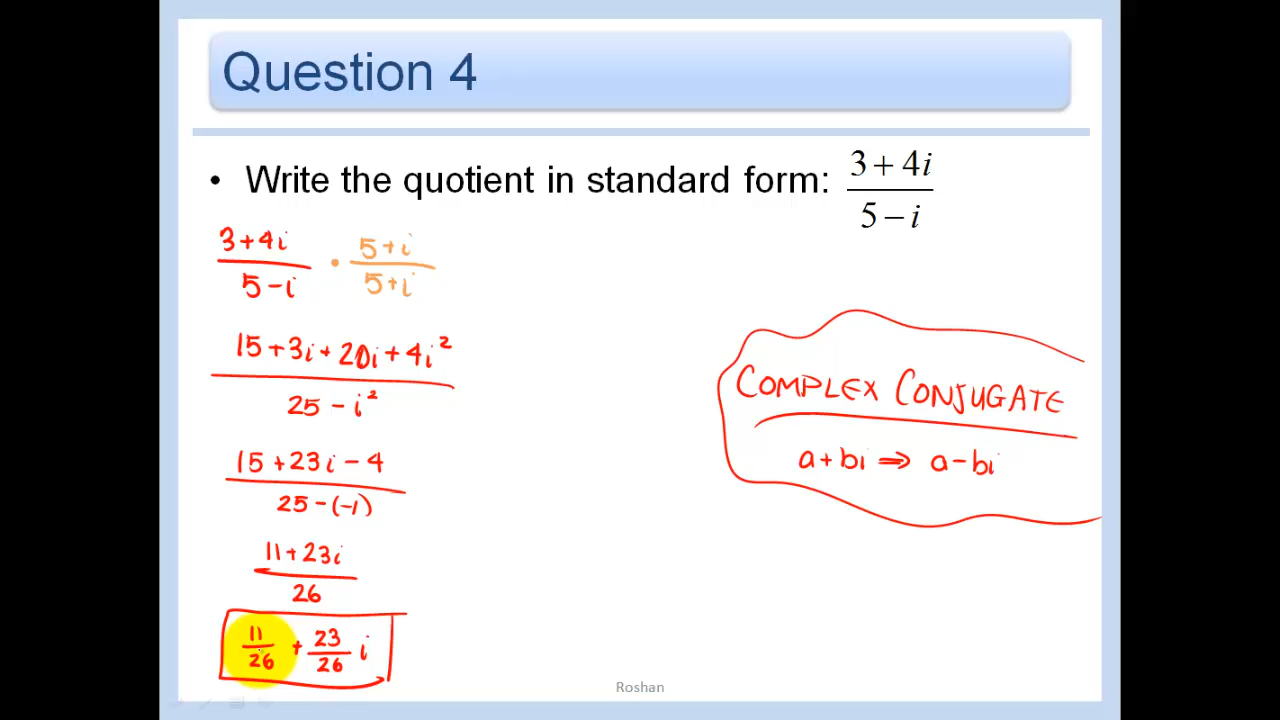 Question 4
• Write the quotient in standard form: (3 + 4i)/(5 − i)
(3+4i)/(5−i) · (5+i)/(5+i)
(15+3i+20i+4i²)/(25−i²)
(15+23i−4)/(25−(−1))
(11+23i)/26
11/26 + 23/26 i
COMPLEX CONJUGATE
a+bi ⇒ a−bi
Roshan